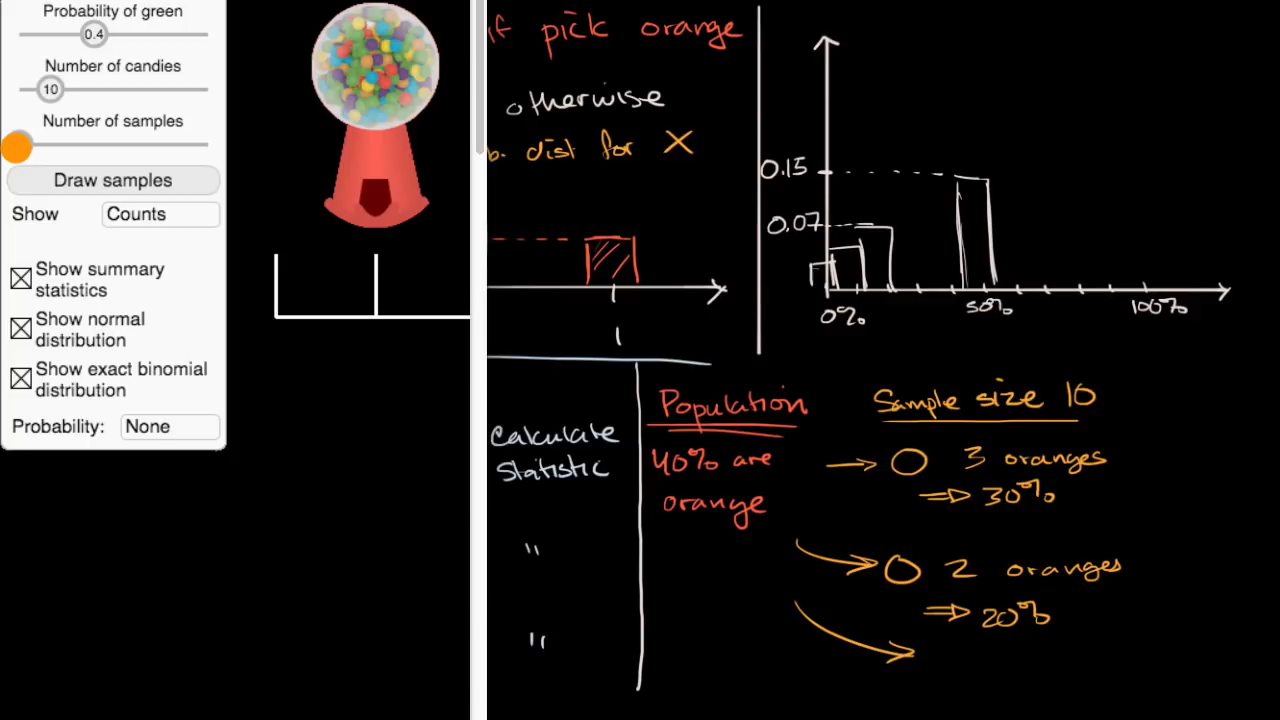 Probability of green
0.4
Number of candies
10
Number of samples
Draw samples
Show Counts
Show summary
statistics
Show normal
distribution
Show exact binomial
distribution
Probability: None
if pick orange
otherwise
b. dist for X
1
0.15
0.07
0% 50% 100%
Calculate
Statistic
"
"
Population
40% are
orange
Sample size 10
3 oranges
⇒ 30%
2 oranges
⇒ 20%